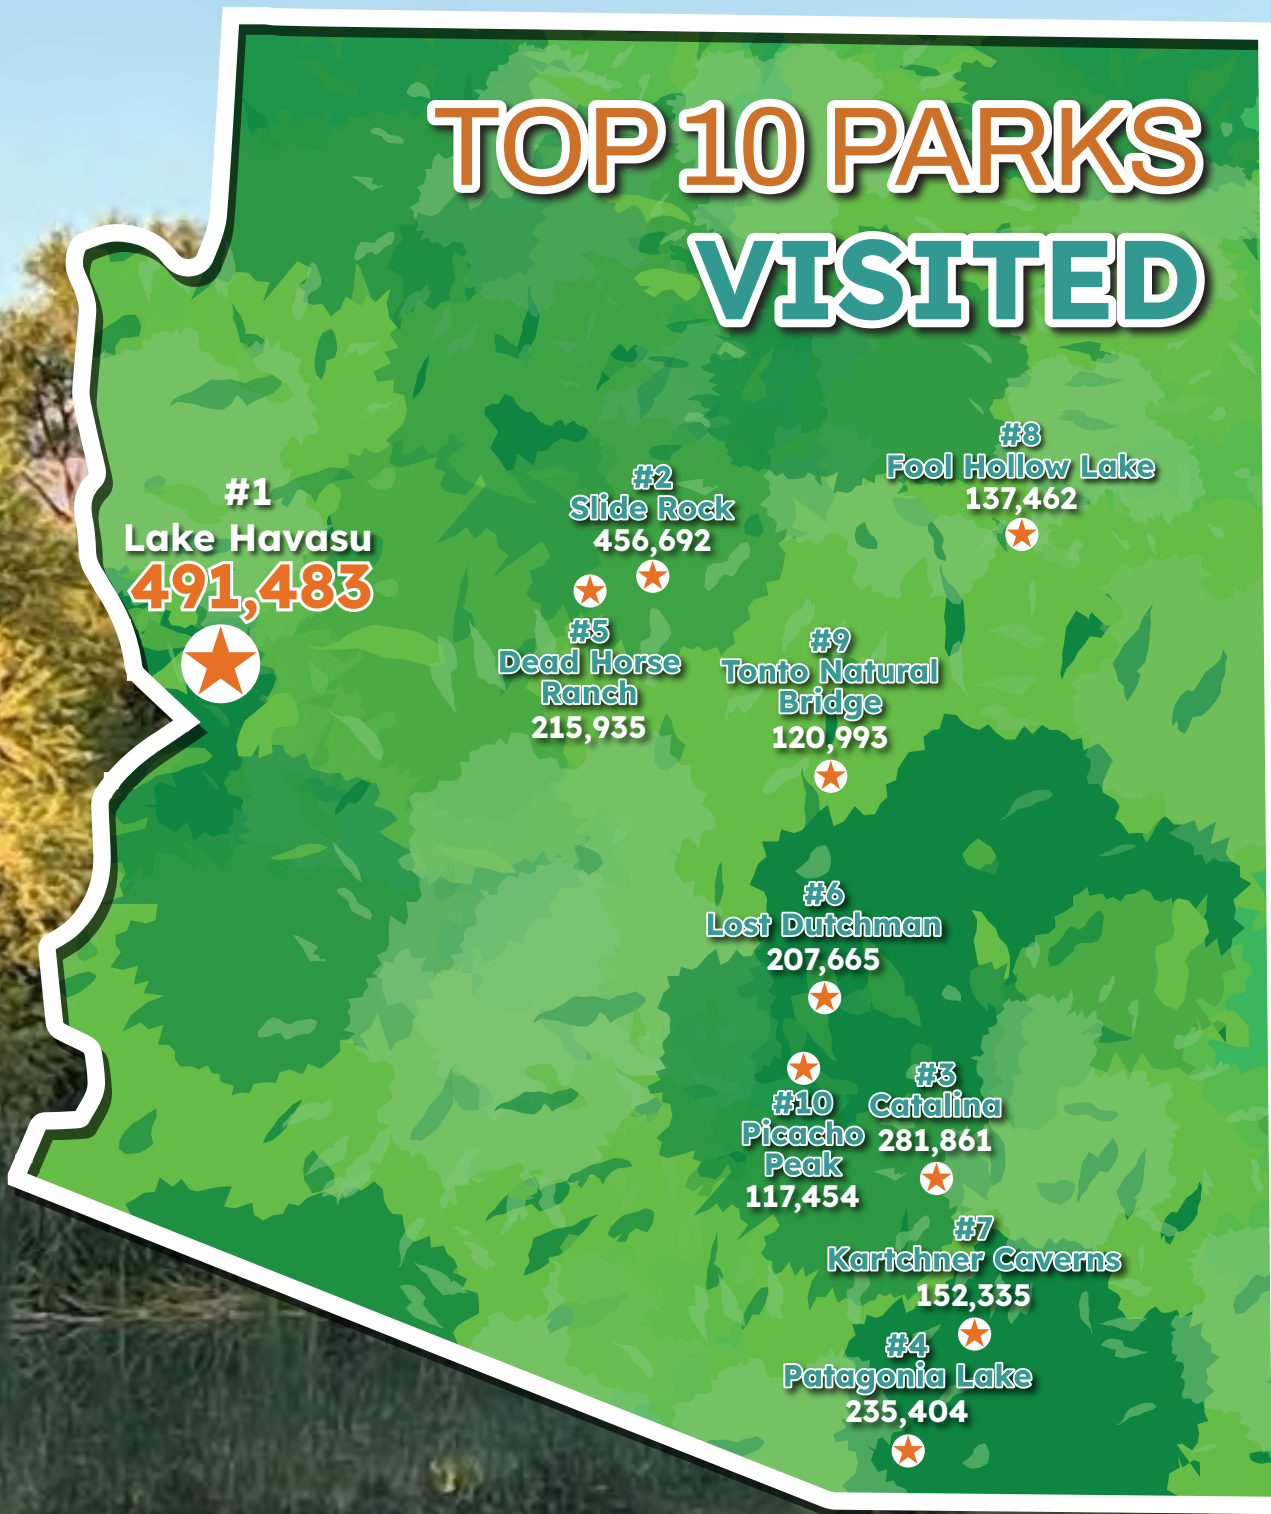 TOP 10 PARKS
VISITED
#8
Fool Hollow Lake
137,462
#2
Slide Rock
456,692
#1
Lake Havasu
491,483
#5
Dead Horse
Ranch
215,935
#9
Tonto Natural
Bridge
120,993
#6
Lost Dutchman
207,665
#10
Picacho
Peak
117,454
#3
Catalina
281,861
#7
Kartchner Caverns
152,335
#4
Patagonia Lake
235,404